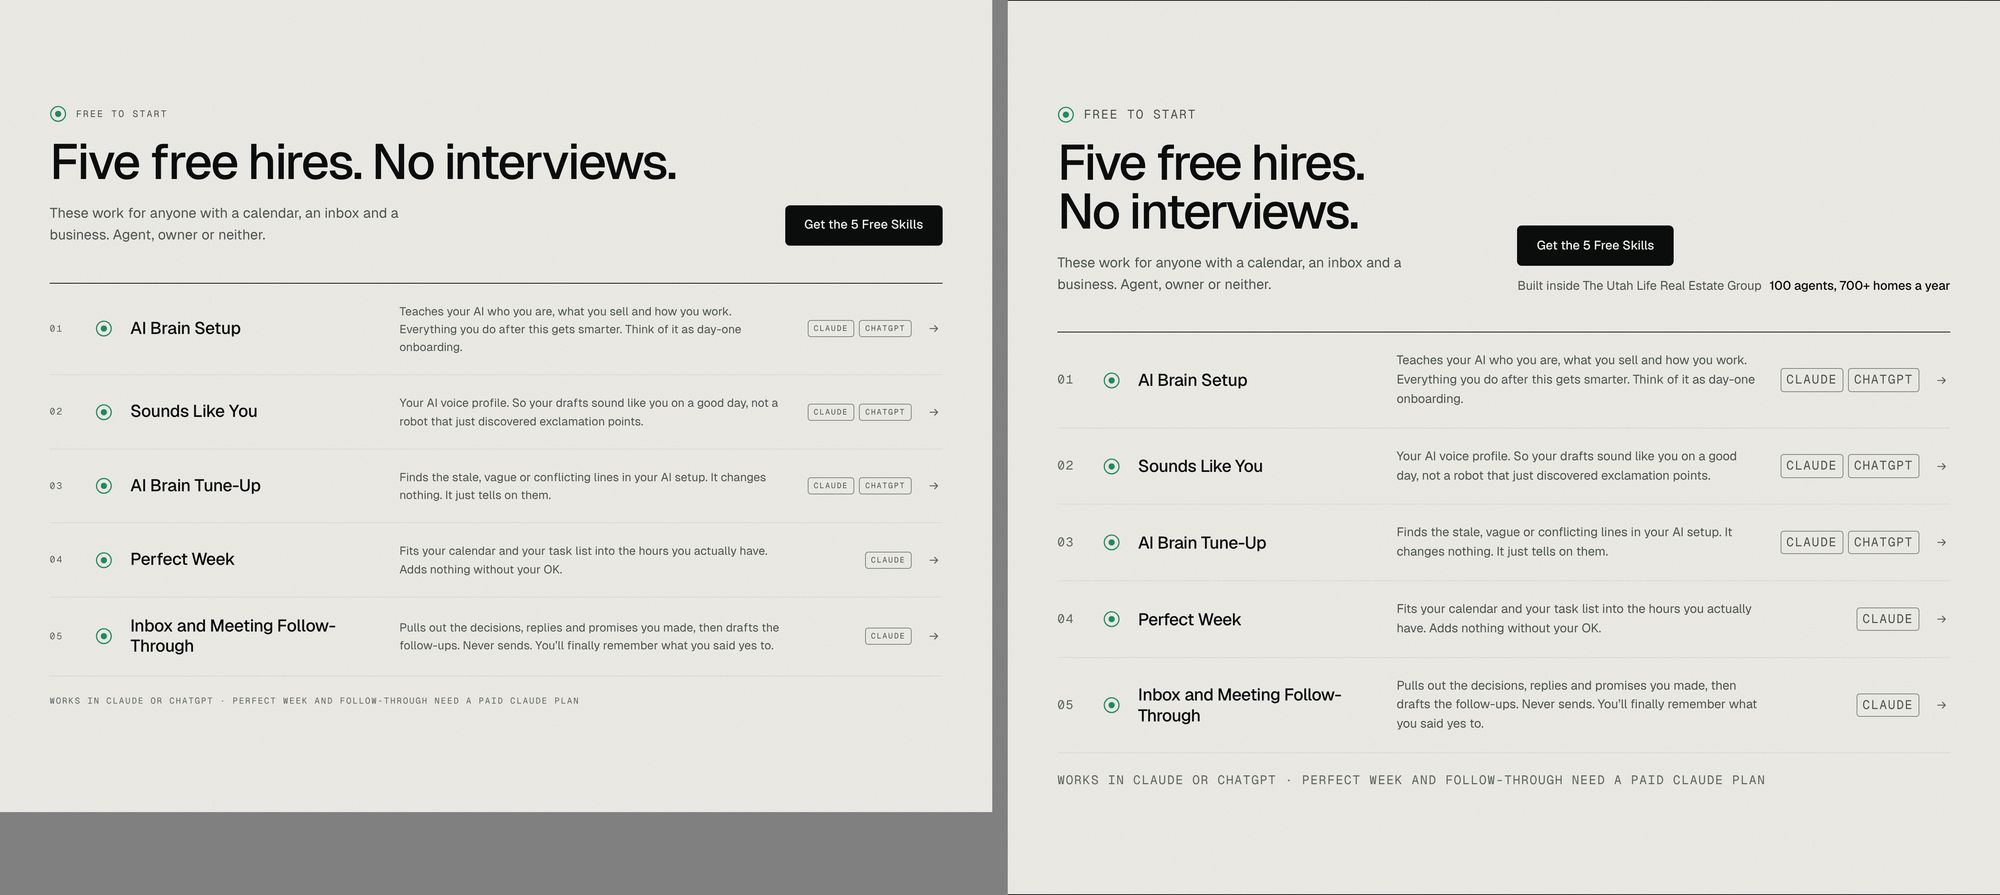 FREE TO START
Five free hires. No interviews.
These work for anyone with a calendar, an inbox and a
business. Agent, owner or neither.
Get the 5 Free Skills
01
AI Brain Setup
Teaches your AI who you are, what you sell and how you work.
Everything you do after this gets smarter. Think of it as day-one
onboarding.
CLAUDE CHATGPT →
02
Sounds Like You
Your AI voice profile. So your drafts sound like you on a good day, not a
robot that just discovered exclamation points.
CLAUDE CHATGPT →
03
AI Brain Tune-Up
Finds the stale, vague or conflicting lines in your AI setup. It changes
nothing. It just tells on them.
CLAUDE CHATGPT →
04
Perfect Week
Fits your calendar and your task list into the hours you actually have.
Adds nothing without your OK.
CLAUDE →
05
Inbox and Meeting Follow-
Through
Pulls out the decisions, replies and promises you made, then drafts the
follow-ups. Never sends. You'll finally remember what you said yes to.
CLAUDE →
WORKS IN CLAUDE OR CHATGPT · PERFECT WEEK AND FOLLOW-THROUGH NEED A PAID CLAUDE PLAN
FREE TO START
Five free hires.
No interviews.
These work for anyone with a calendar, an inbox and a
business. Agent, owner or neither.
Get the 5 Free Skills
Built inside The Utah Life Real Estate Group 100 agents, 700+ homes a year
01
AI Brain Setup
Teaches your AI who you are, what you sell and how you work.
Everything you do after this gets smarter. Think of it as day-one
onboarding.
CLAUDE CHATGPT →
02
Sounds Like You
Your AI voice profile. So your drafts sound like you on a good
day, not a robot that just discovered exclamation points.
CLAUDE CHATGPT →
03
AI Brain Tune-Up
Finds the stale, vague or conflicting lines in your AI setup. It
changes nothing. It just tells on them.
CLAUDE CHATGPT →
04
Perfect Week
Fits your calendar and your task list into the hours you actually
have. Adds nothing without your OK.
CLAUDE →
05
Inbox and Meeting Follow-
Through
Pulls out the decisions, replies and promises you made, then
drafts the follow-ups. Never sends. You'll finally remember what
you said yes to.
CLAUDE →
WORKS IN CLAUDE OR CHATGPT · PERFECT WEEK AND FOLLOW-THROUGH NEED A PAID CLAUDE PLAN